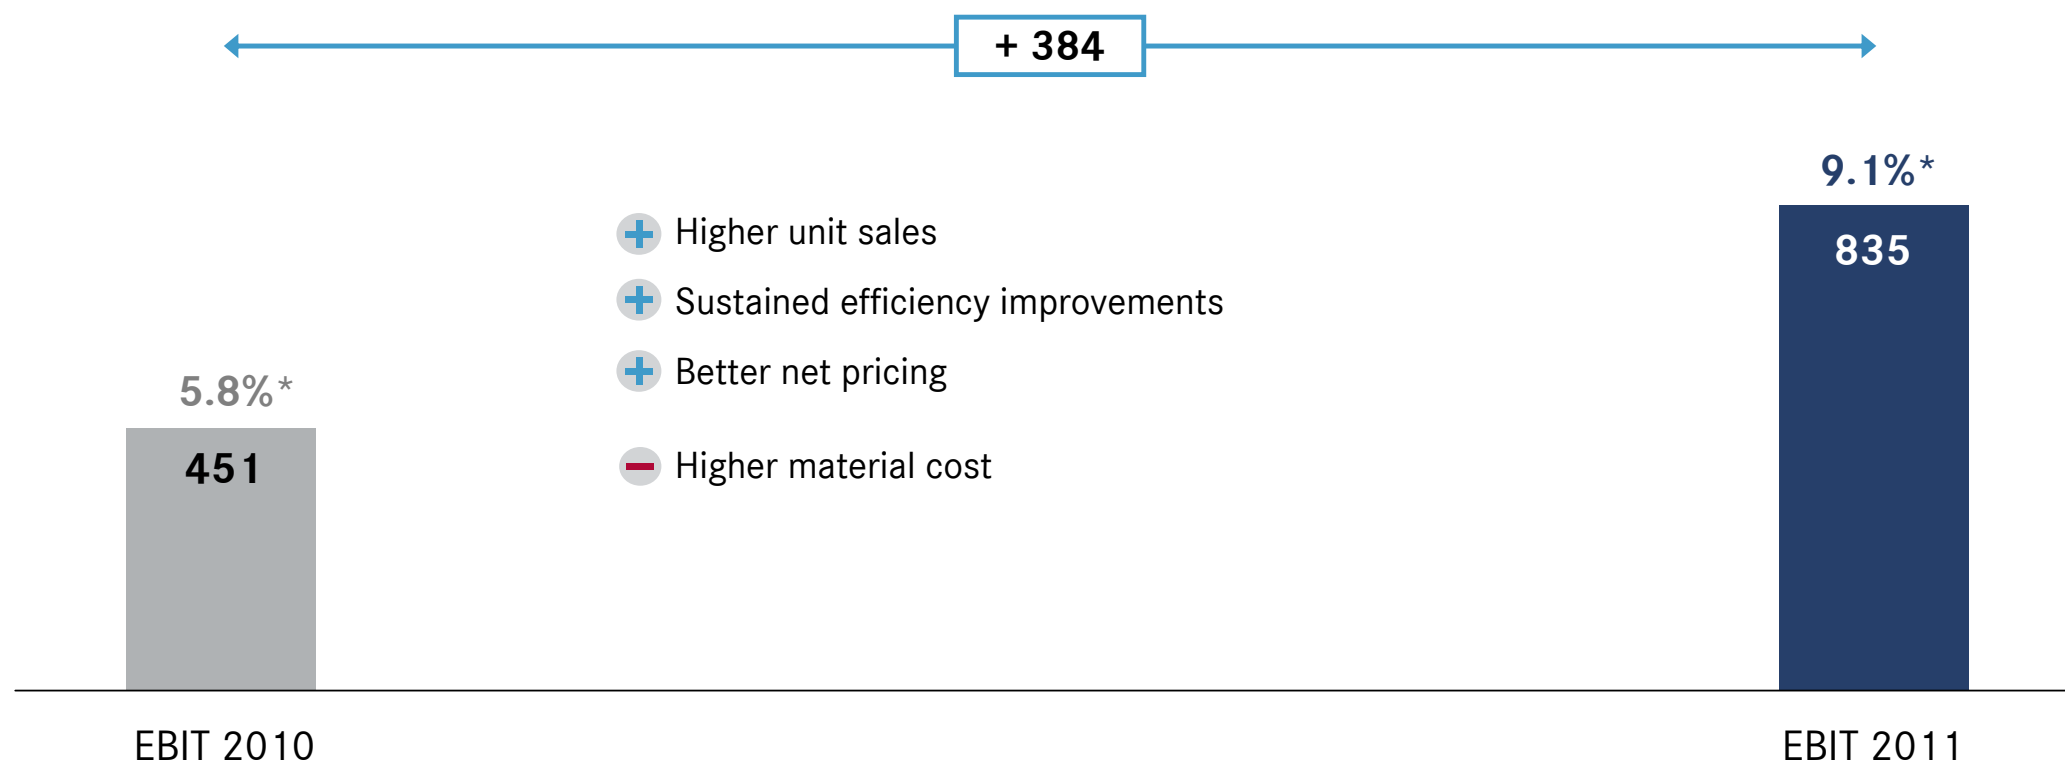 + 384
9.1%*
835
Higher unit sales
Sustained efficiency improvements
Better net pricing
Higher material cost
5.8%*
451
EBIT 2010
EBIT 2011